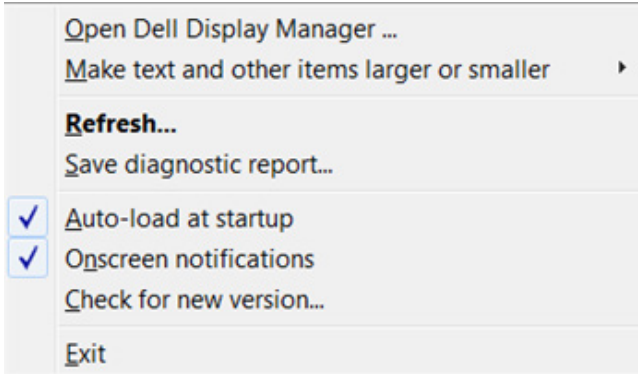 Open Dell Display Manager ...
Make text and other items larger or smaller
Refresh...
Save diagnostic report...
Auto-load at startup
Onscreen notifications
Check for new version...
Exit